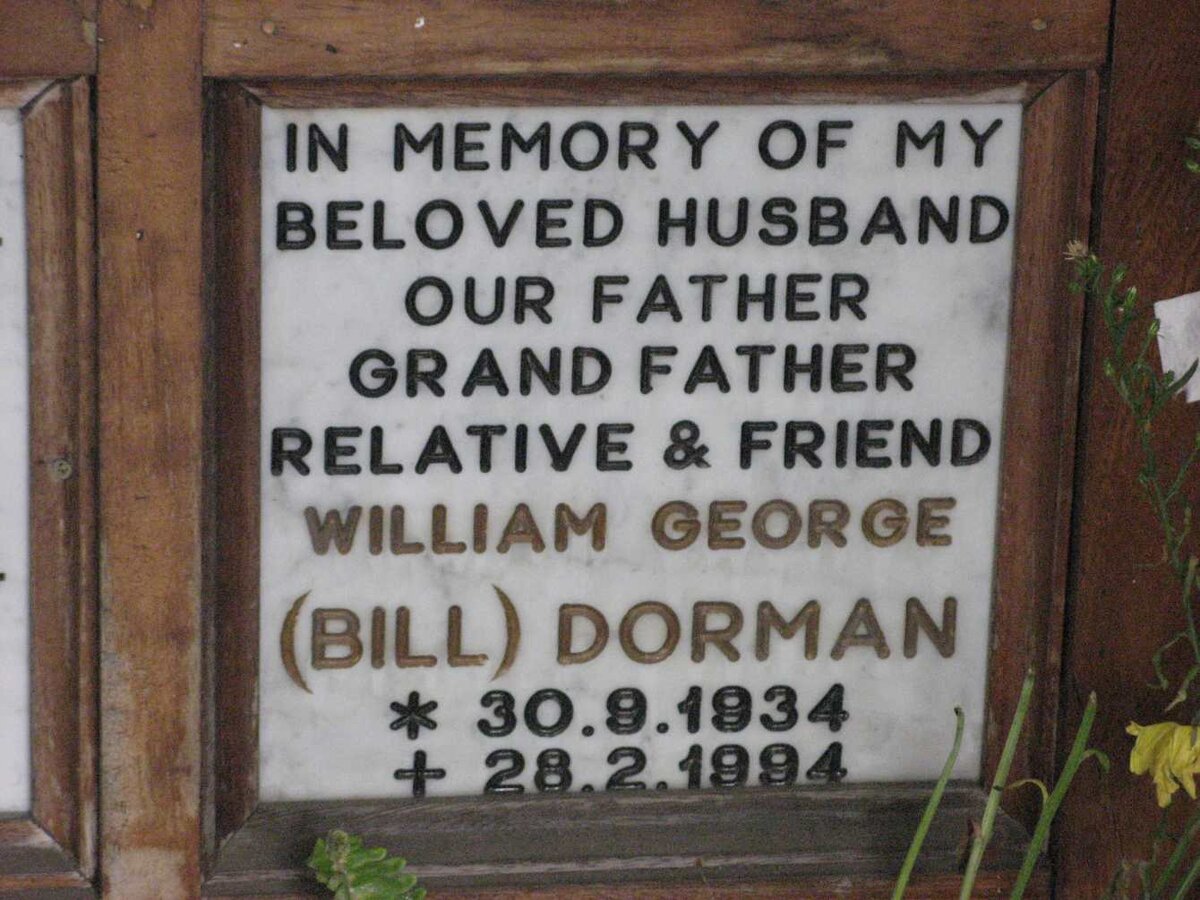 IN MEMORY OF MY
BELOVED HUSBAND
OUR FATHER
GRAND FATHER
RELATIVE & FRIEND
WILLIAM GEORGE
(BILL) DORMAN
* 30.9.1934
† 28.2.1994